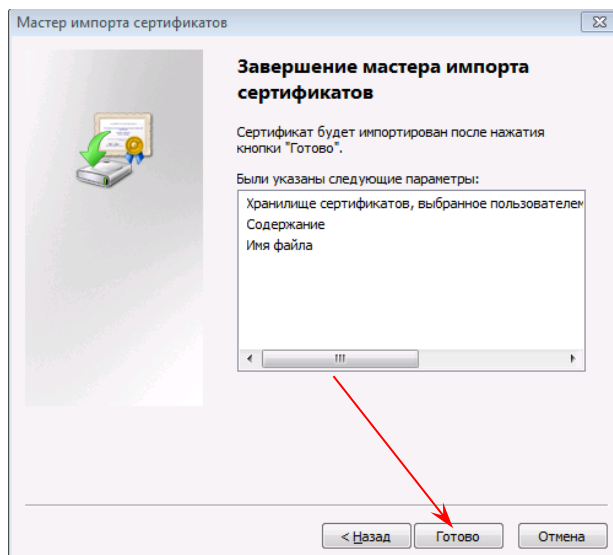 Мастер импорта сертификатов
Завершение мастера импорта
сертификатов
Сертификат будет импортирован после нажатия
кнопки "Готово".
Были указаны следующие параметры:
Хранилище сертификатов, выбранное пользователем
Содержание
Имя файла
< Назад
Готово
Отмена